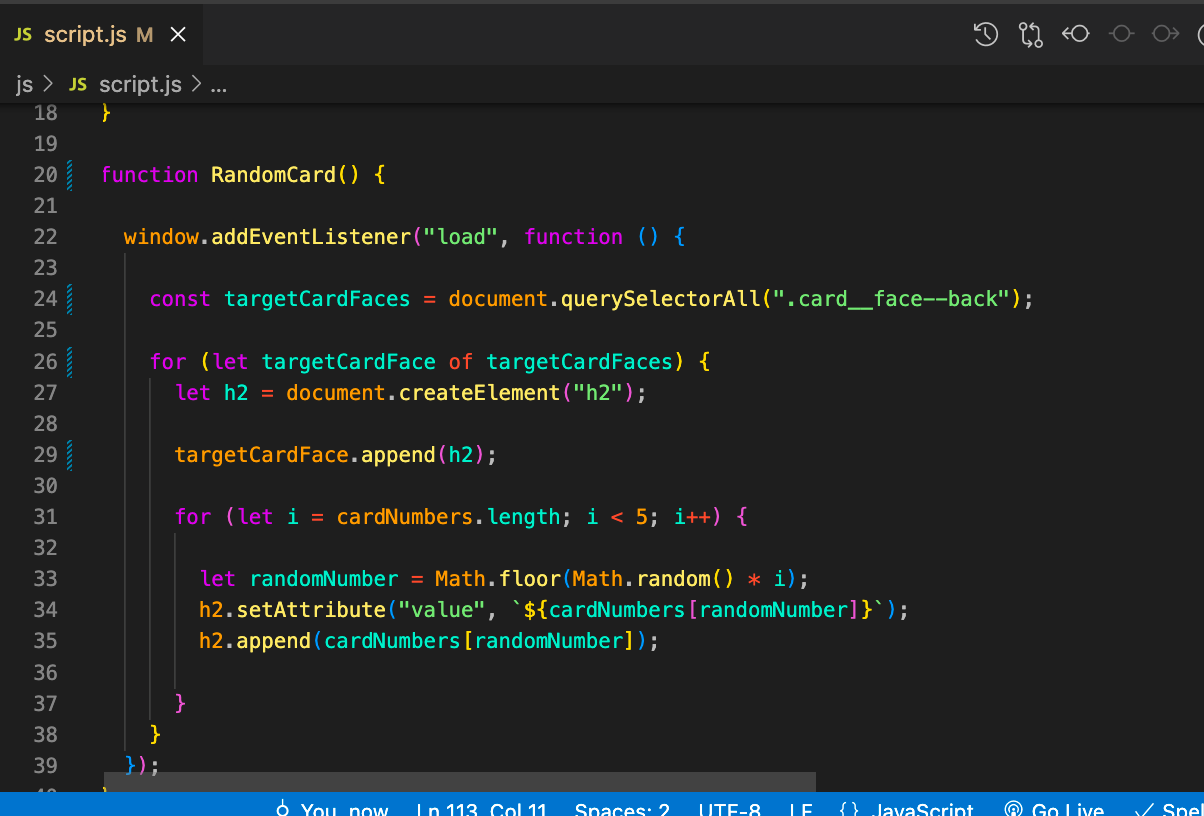 JS script.js M
js > JS script.js > ...
18 }
19
20 function RandomCard() {
21
22 window.addEventListener("load", function () {
23
24 const targetCardFaces = document.querySelectorAll(".card__face--back");
25
26 for (let targetCardFace of targetCardFaces) {
27 let h2 = document.createElement("h2");
28
29 targetCardFace.append(h2);
30
31 for (let i = cardNumbers.length; i < 5; i++) {
32
33 let randomNumber = Math.floor(Math.random() * i);
34 h2.setAttribute("value", `${cardNumbers[randomNumber]}`);
35 h2.append(cardNumbers[randomNumber]);
36
37 }
38 }
39 });
You, now Ln 113, Col 11 Spaces: 2 UTF-8 LF {} JavaScript Go Live